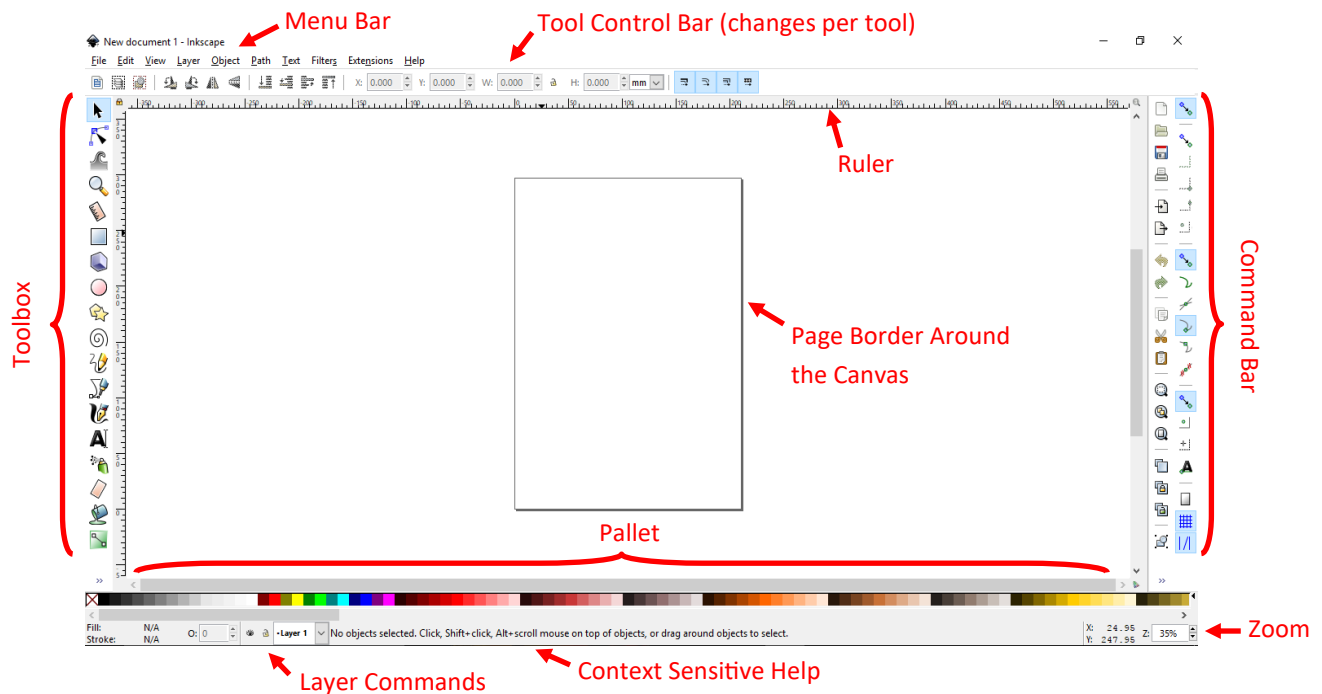 Menu Bar
Tool Control Bar (changes per tool)
New document 1 - Inkscape
File Edit View Layer Object Path Text Filters Extensions Help
X: 0.000 Y: 0.000 W: 0.000 H: 0.000 mm
Ruler
Toolbox
Command Bar
Page Border Around
the Canvas
Pallet
Fill: N/A
Stroke: N/A
O: 0
-Layer 1
No objects selected. Click, Shift+click, Alt+scroll mouse on top of objects, or drag around objects to select.
X: 24.95
Y: 247.95
Z: 35%
Zoom
Context Sensitive Help
Layer Commands